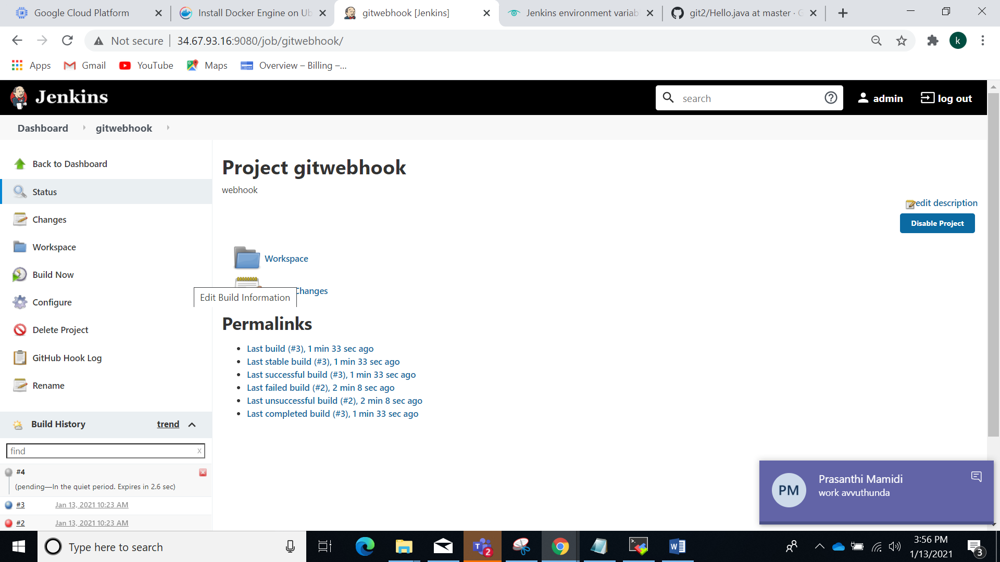 Google Cloud Platform
Install Docker Engine on Ub
gitwebhook [Jenkins]
Jenkins environment variab
git2/Hello.java at master · G
Not secure
34.67.93.16:9080/job/gitwebhook/
k
Apps
Gmail
YouTube
Maps
Overview – Billing –...
Jenkins
search
admin
log out
Dashboard
gitwebhook
Back to Dashboard
Status
Changes
Workspace
Build Now
Configure
Delete Project
GitHub Hook Log
Rename
Project gitwebhook
webhook
edit description
Disable Project
Workspace
Changes
Edit Build Information
Permalinks
• Last build (#3), 1 min 33 sec ago
• Last stable build (#3), 1 min 33 sec ago
• Last successful build (#3), 1 min 33 sec ago
• Last failed build (#2), 2 min 8 sec ago
• Last unsuccessful build (#2), 2 min 8 sec ago
• Last completed build (#3), 1 min 33 sec ago
Build History
trend
find
x
#4
(pending—In the quiet period. Expires in 2.6 sec)
#3 Jan 13, 2021 10:23 AM
#2 Jan 13, 2021 10:23 AM
PM
Prasanthi Mamidi
work avvuthunda
Type here to search
2
3:56 PM
1/13/2021
3